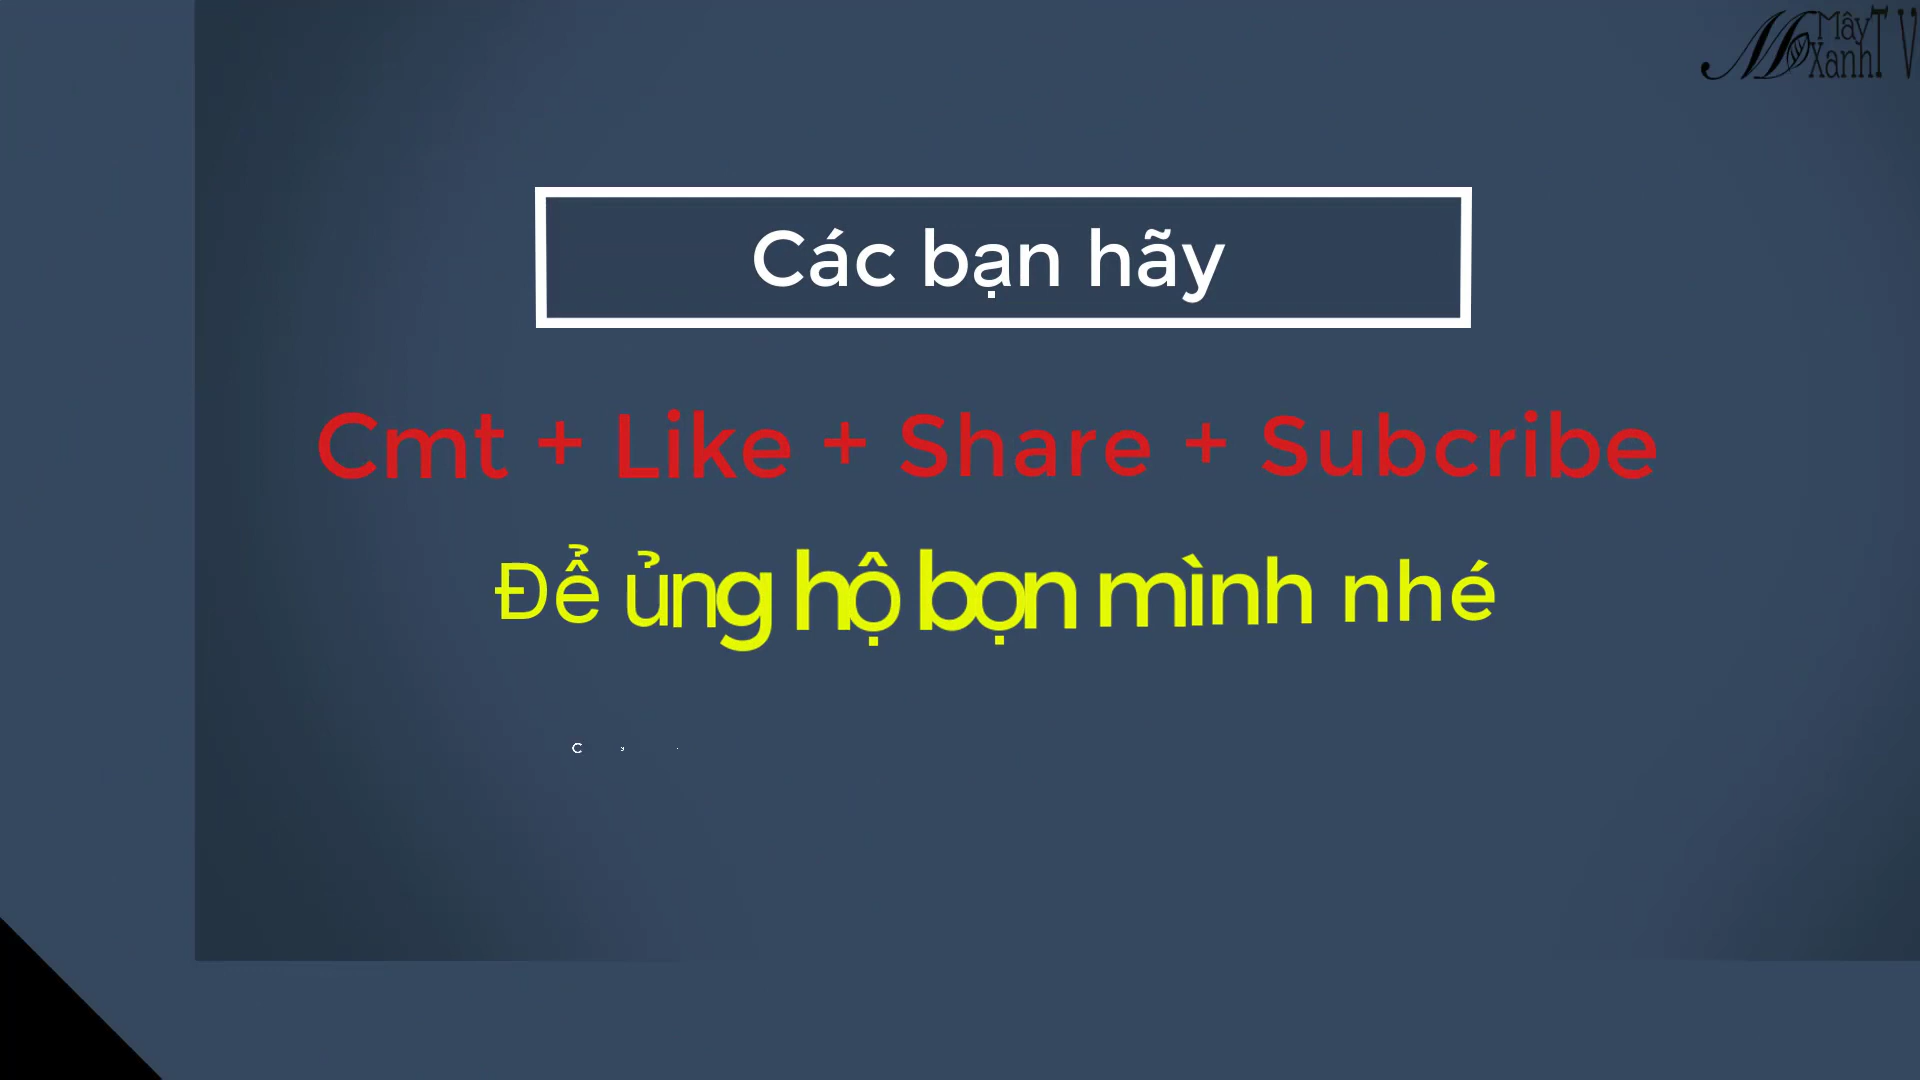 Mây
Xanh TV
Các bạn hãy
Cmt + Like + Share + Subcribe
Để ủng hộ bọn mình nhé